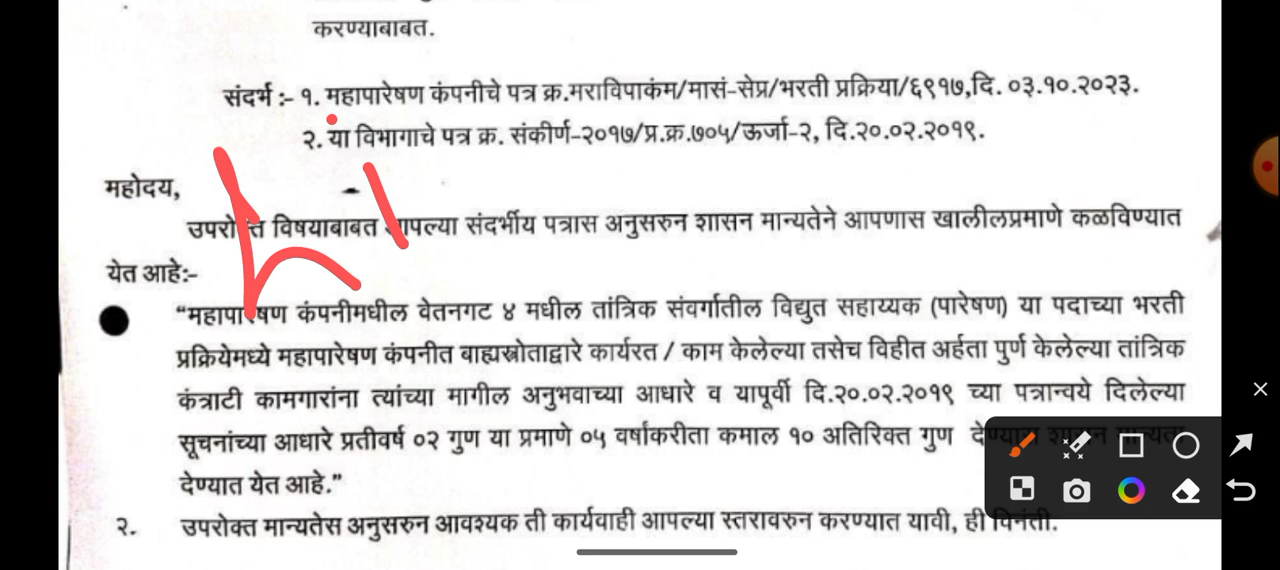 करण्याबाबत.
संदर्भ :- १. महापारेषण कंपनीचे पत्र क्र.मराविपाकंम/मासं-सेप्र/भरती प्रक्रिया/६९१७,दि. ०३.१०.२०२३.
२. या विभागाचे पत्र क्र. संकीर्ण-२०१७/प्र.क्र.७०५/ऊर्जा-२, दि.२०.०२.२०१९.
महोदय,
उपरोक्त विषयाबाबत आपल्या संदर्भीय पत्रास अनुसरुन शासन मान्यतेने आपणास खालीलप्रमाणे कळविण्यात
येत आहे:-
“महापारेषण कंपनीमधील वेतनगट ४ मधील तांत्रिक संवर्गातील विद्युत सहाय्यक (पारेषण) या पदाच्या भरती
प्रक्रियेमध्ये महापारेषण कंपनीत बाह्यस्त्रोताद्वारे कार्यरत / काम केलेल्या तसेच विहीत अर्हता पुर्ण केलेल्या तांत्रिक
कंत्राटी कामगारांना त्यांच्या मागील अनुभवाच्या आधारे व यापूर्वी दि.२०.०२.२०१९ च्या पत्रान्वये दिलेल्या
सूचनांच्या आधारे प्रतीवर्ष ०२ गुण या प्रमाणे ०५ वर्षाकरीता कमाल १० अतिरिक्त गुण देण्यास शासन मान्यता
देण्यात येत आहे.”
२. उपरोक्त मान्यतेस अनुसरुन आवश्यक ती कार्यवाही आपल्या स्तरावरुन करण्यात यावी, ही विनंती.